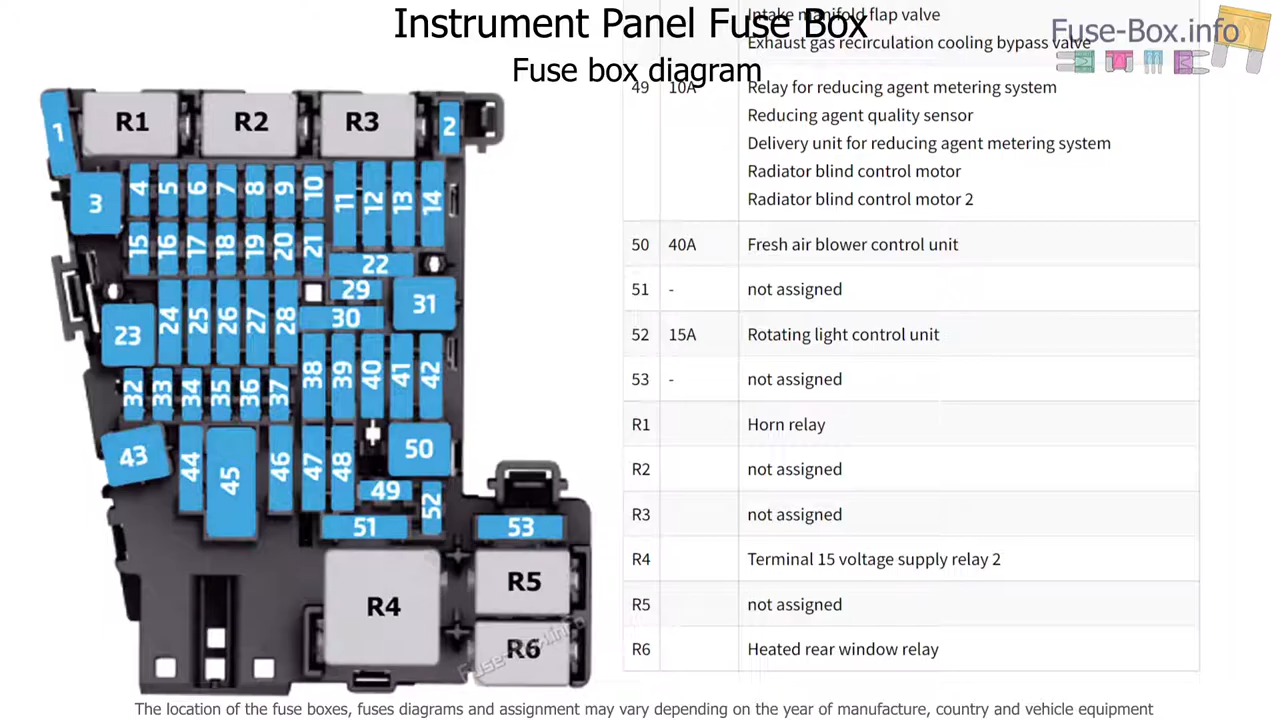 Instrument Panel Fuse Box
Fuse box diagram
Fuse-Box.info
R1 R2 R3
1 2
3 4 5 6 7 8 9 10 11 12 13 14
15 16 17 18 19 20 21
22
23 24 25 26 27 28 29 30 31
32 33 34 35 36 37 38 39 40 41 42
43 44 45 46 47 48 49 50
51 52 53
R4 R5
R6
Fuse-Box.info
Intake manifold flap valve
Exhaust gas recirculation cooling bypass valve
49 10A Relay for reducing agent metering system
Reducing agent quality sensor
Delivery unit for reducing agent metering system
Radiator blind control motor
Radiator blind control motor 2
50 40A Fresh air blower control unit
51 - not assigned
52 15A Rotating light control unit
53 - not assigned
R1 Horn relay
R2 not assigned
R3 not assigned
R4 Terminal 15 voltage supply relay 2
R5 not assigned
R6 Heated rear window relay
The location of the fuse boxes, fuses diagrams and assignment may vary depending on the year of manufacture, country and vehicle equipment